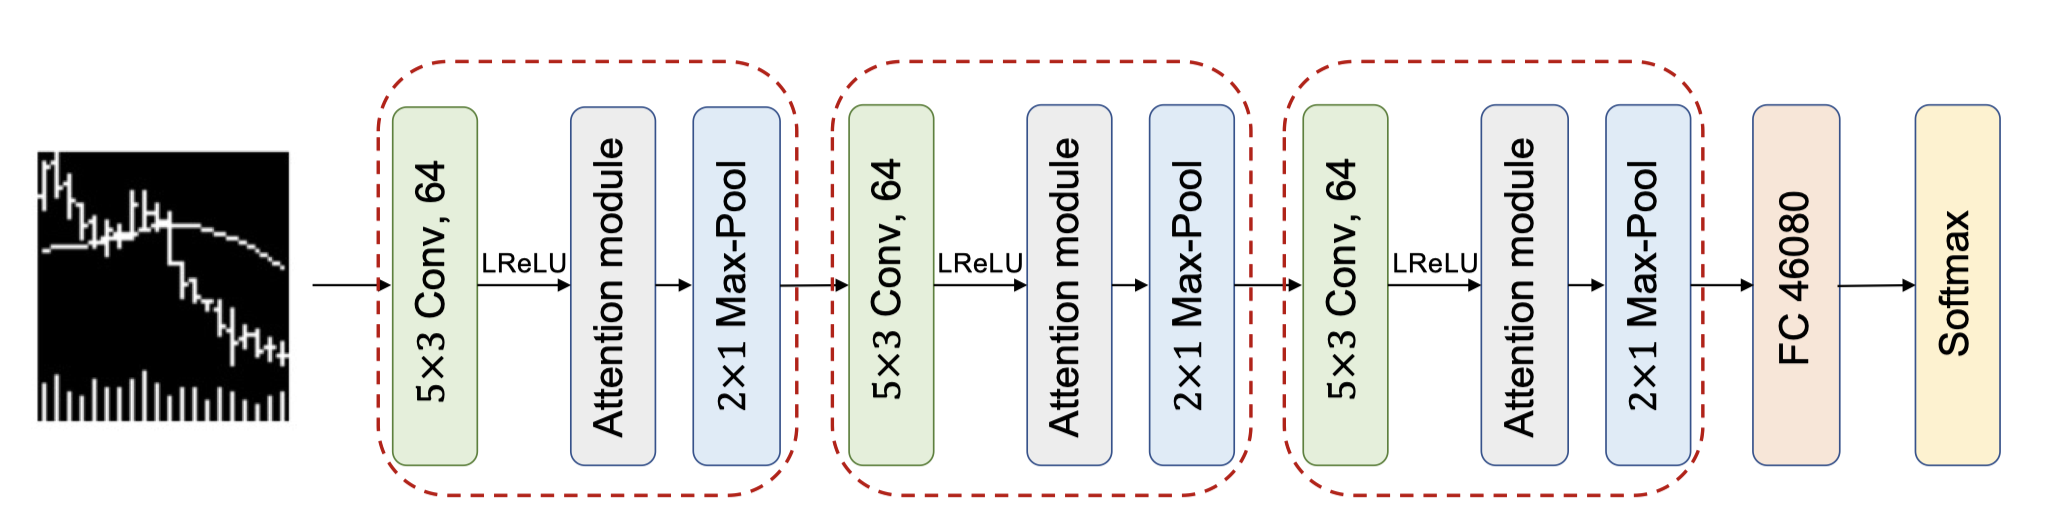 5×3 Conv, 64
LReLU
Attention module
2×1 Max-Pool
5×3 Conv, 64
LReLU
Attention module
2×1 Max-Pool
5×3 Conv, 64
LReLU
Attention module
2×1 Max-Pool
FC 46080
Softmax